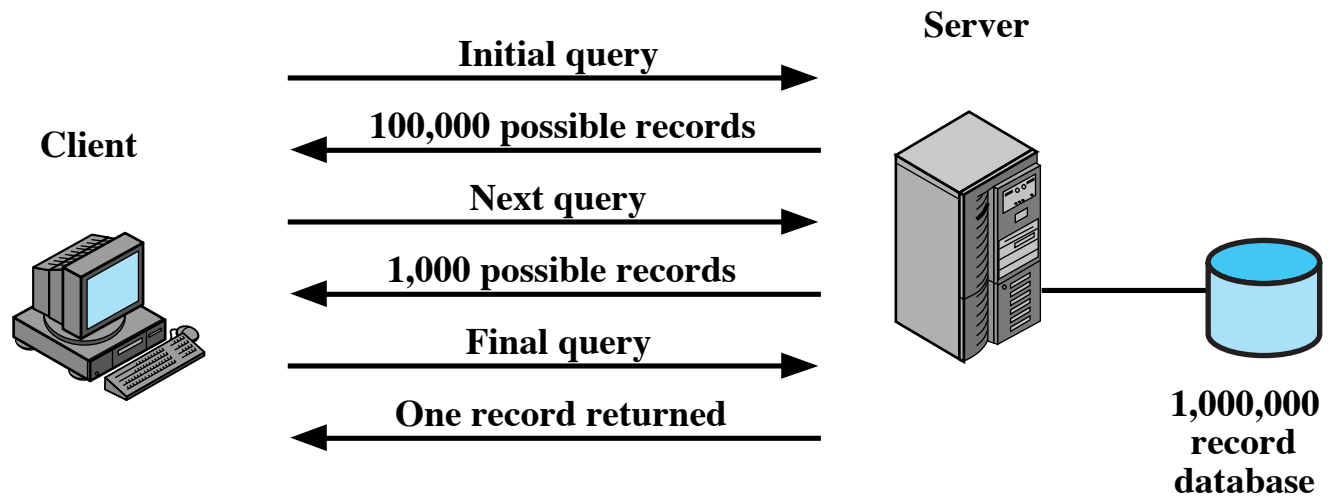 Server
Initial query
100,000 possible records
Client
Next query
1,000 possible records
Final query
One record returned
1,000,000
record
database